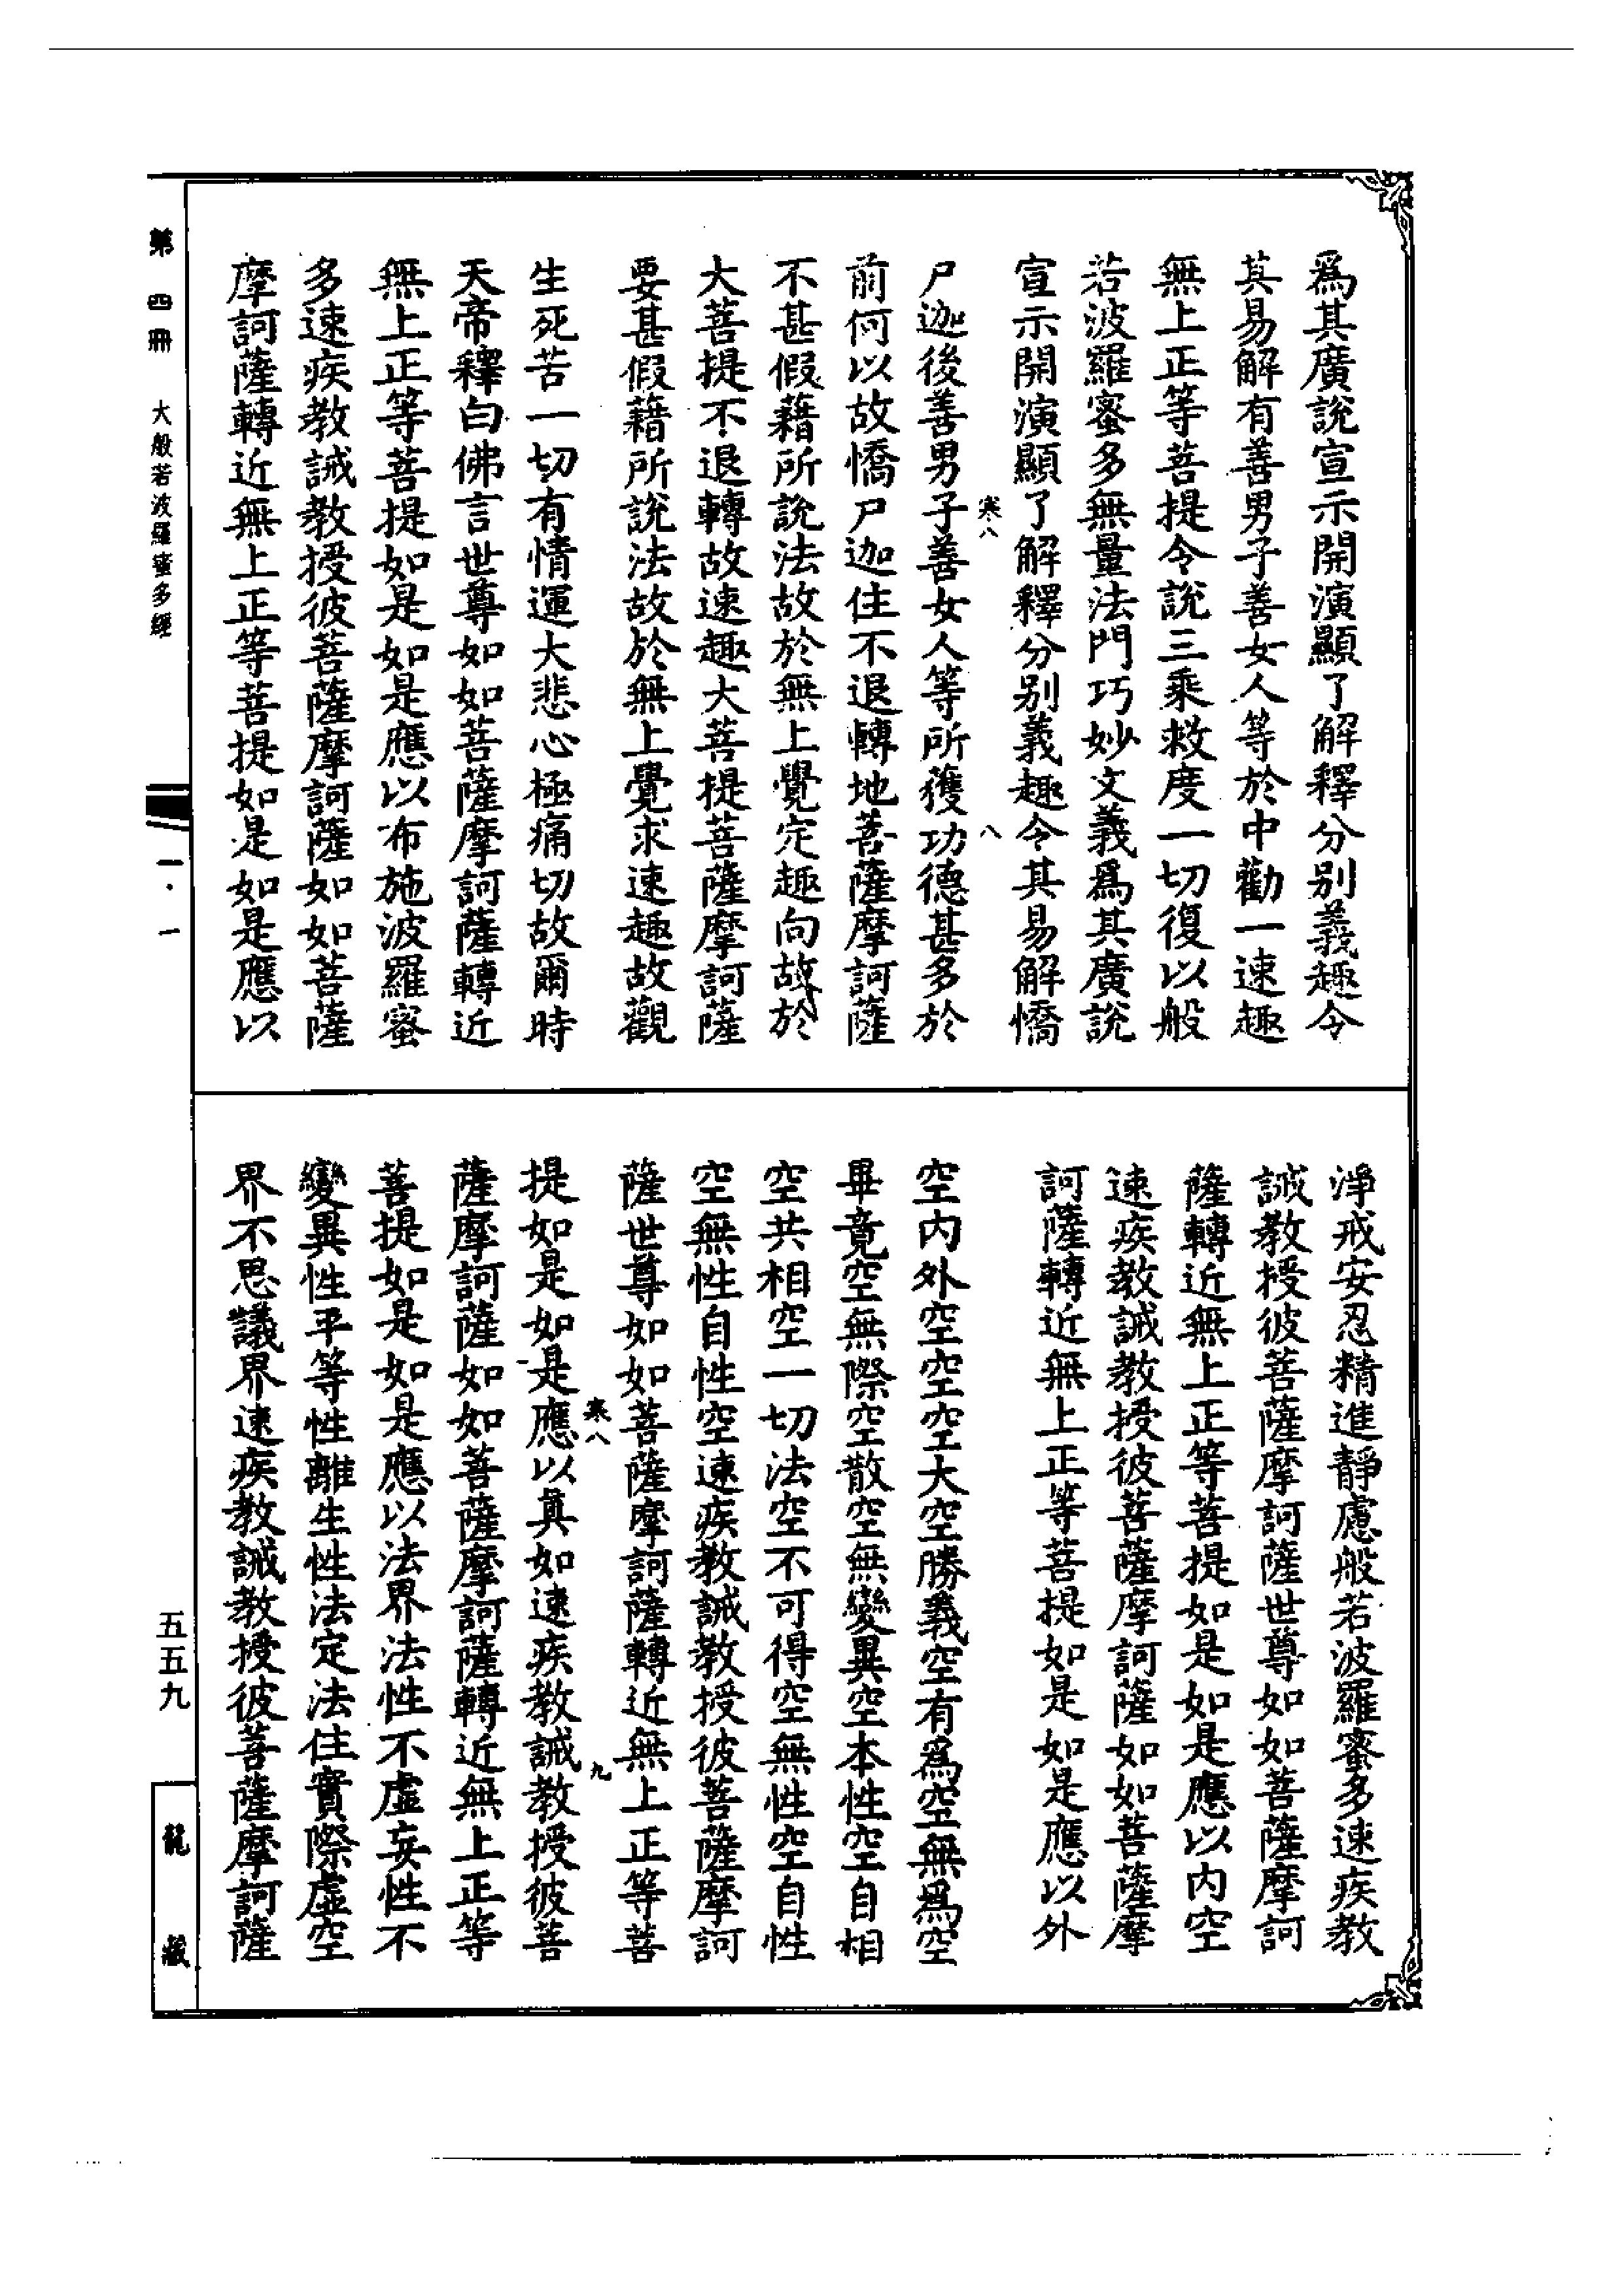 爲其廣說宣示開演顯了解釋分别義趣令
其易解有善男子善女人等於中勸一速趣
無上正等菩提令說三乘救度一切復以般
若波羅蜜多無量法門巧妙文義爲其廣說
宣示開演顯了解釋分别義趣令其易解憍
寒八
八
尸迦後善男子善女人等所獲功德甚多於
前何以故憍尸迦住不退轉地菩薩摩訶薩
不甚假藉所說法故於無上覺定趣向故於
大菩提不退轉故速趣大菩提菩薩摩訶薩
要甚假藉所說法故於無上覺求速趣故觀
生死苦一切有情運大悲心極痛切故爾時
天帝釋白佛言世尊如如菩薩摩訶薩轉近
無上正等菩提如是如是應以布施波羅蜜
多速疾教誡教授彼菩薩摩訶薩如如菩薩
摩訶薩轉近無上正等菩提如是如是應以
淨戒安忍精進靜慮般若波羅蜜多速疾教
誡教授彼菩薩摩訶薩世尊如如菩薩摩訶
薩轉近無上正等菩提如是如是應以内空
速疾教誡教授彼菩薩摩訶薩如如菩薩摩
訶薩轉近無上正等菩提如是如是應以外
空内外空空空大空勝義空有爲空無爲空
畢竟空無際空散空無變異空本性空自相
空共相空一切法空不可得空無性空自性
空無性自性空速疾教誡教授彼菩薩摩訶
薩世尊如如菩薩摩訶薩轉近無上正等菩
寒八
九
提如是如是應以眞如速疾教誡教授彼菩
薩摩訶薩如如菩薩摩訶薩轉近無上正等
菩提如是如是應以法界法性不虛妄性不
變異性平等性離生性法定法住實際虛空
界不思議界速疾教誡教授彼菩薩摩訶薩
第四冊 大般若波羅蜜多經
一·一
五五九
龍藏